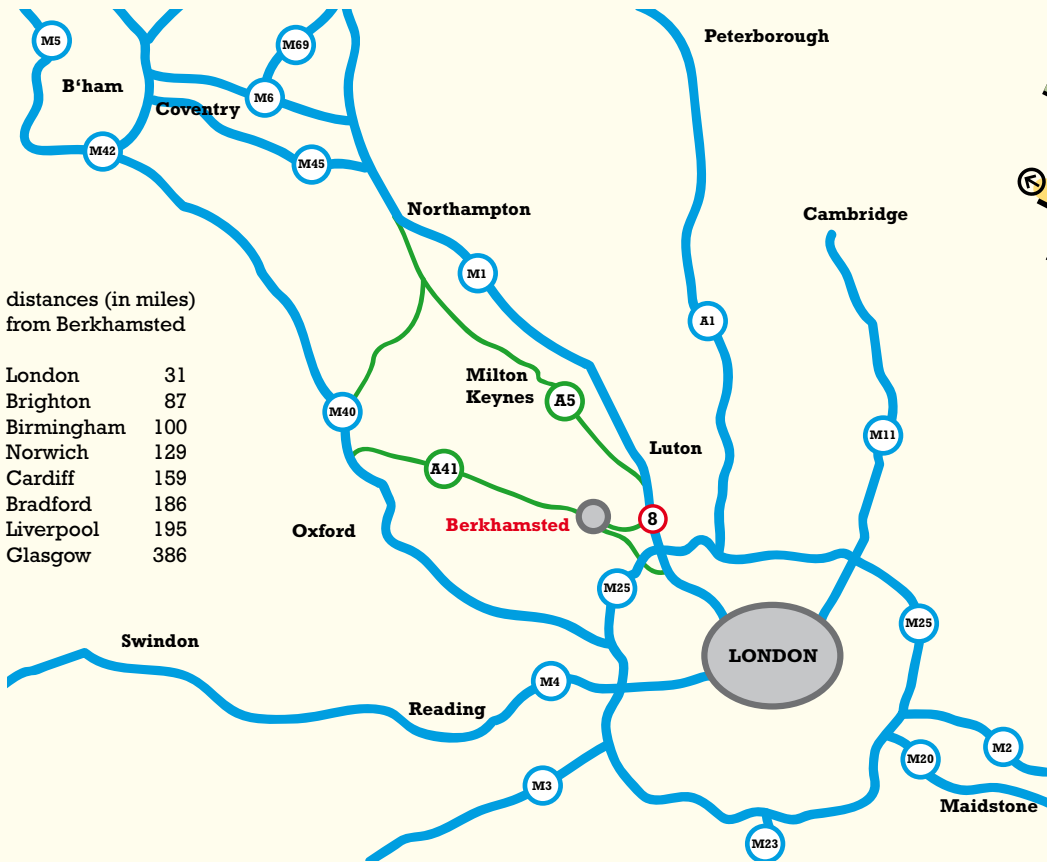 M5
M69
Peterborough
B'ham
M6
Coventry
M42
M45
Northampton
Cambridge
M1
distances (in miles)
from Berkhamsted
A1
London 31
Brighton 87
Birmingham 100
Norwich 129
Cardiff 159
Bradford 186
Liverpool 195
Glasgow 386
Milton
Keynes
A5
M40
M11
Luton
A41
Berkhamsted
8
Oxford
M25
M25
Swindon
LONDON
M4
Reading
M2
M20
M3
Maidstone
M23